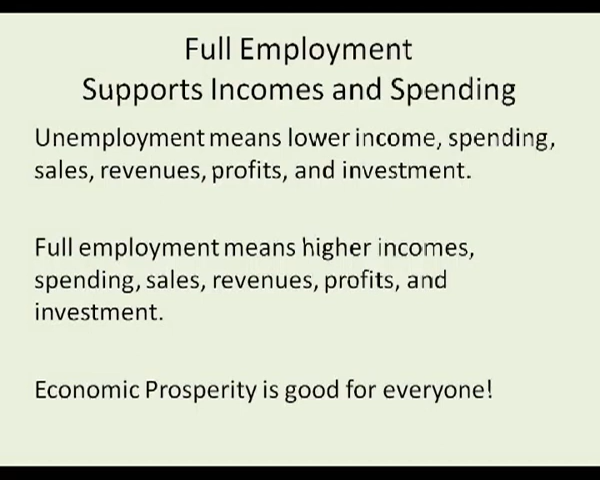 Full Employment
Supports Incomes and Spending
Unemployment means lower income, spending,
sales, revenues, profits, and investment.
Full employment means higher incomes,
spending, sales, revenues, profits, and
investment.
Economic Prosperity is good for everyone!